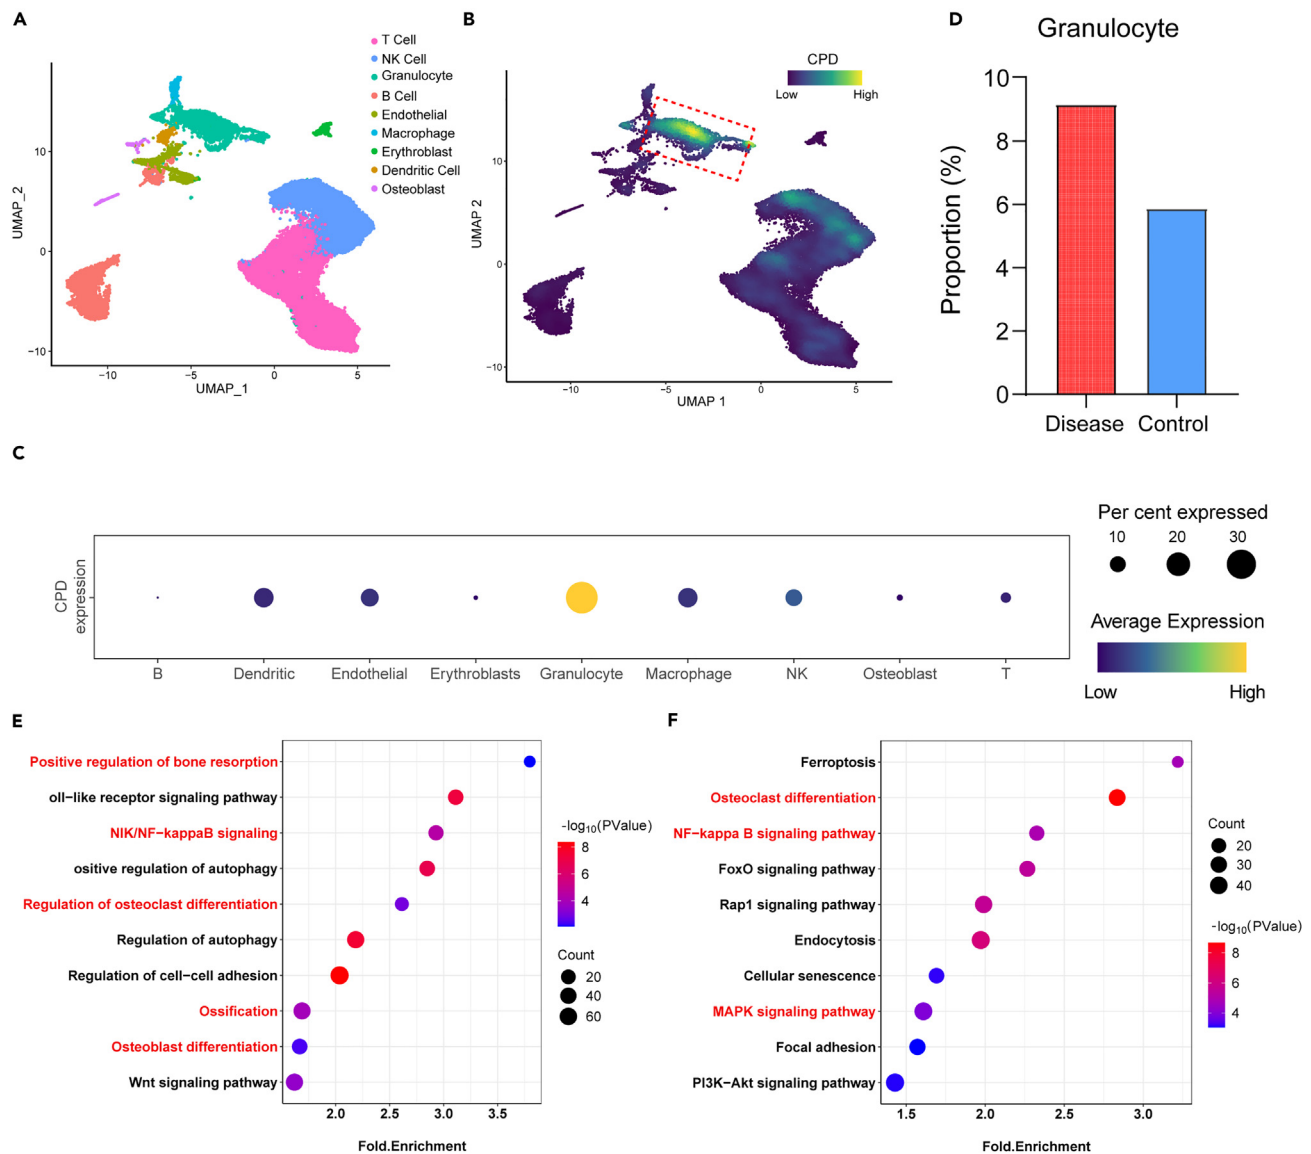 A
T Cell
NK Cell
Granulocyte
B Cell
Endothelial
Macrophage
Erythroblast
Dendritic Cell
Osteoblast
10
0
−10
UMAP_2
−10
−5
0
5
UMAP_1
B
CPD
Low
High
10
0
−10
UMAP 2
−10
−5
0
5
UMAP 1
D
Granulocyte
10
8
6
4
2
0
Proportion (%)
Disease
Control
C
CPD
expression
B
Dendritic
Endothelial
Erythroblasts
Granulocyte
Macrophage
NK
Osteoblast
T
Per cent expressed
10
20
30
Average Expression
Low
High
E
Positive regulation of bone resorption
oll−like receptor signaling pathway
NIK/NF−kappaB signaling
ositive regulation of autophagy
Regulation of osteoclast differentiation
Regulation of autophagy
Regulation of cell−cell adhesion
Ossification
Osteoblast differentiation
Wnt signaling pathway
2.0
2.5
3.0
3.5
Fold.Enrichment
-log10(PValue)
8
6
4
Count
20
40
60
F
Ferroptosis
Osteoclast differentiation
NF−kappa B signaling pathway
FoxO signaling pathway
Rap1 signaling pathway
Endocytosis
Cellular senescence
MAPK signaling pathway
Focal adhesion
PI3K−Akt signaling pathway
1.5
2.0
2.5
3.0
Fold.Enrichment
Count
20
30
40
-log10(PValue)
8
6
4